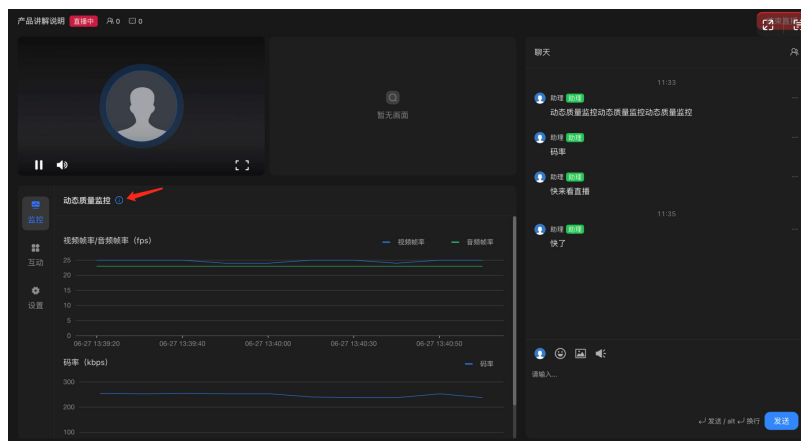 产品讲解说明 直播中 0 0
暂无画面
监控
互动
设置
动态质量监控
视频帧率/音频帧率（fps）
视频帧率 音频帧率
25
20
15
10
5
0
06-27 13:39:20 06-27 13:39:40 06-27 13:40:00 06-27 13:40:30 06-27 13:40:50
码率（kbps）
码率
300
200
100
聊天
11:33
助理 助理
动态质量监控动态质量监控动态质量监控
助理 助理
码率
助理 助理
快来看直播
11:35
助理 助理
快了
请输入...
发送 / alt 换行 发送